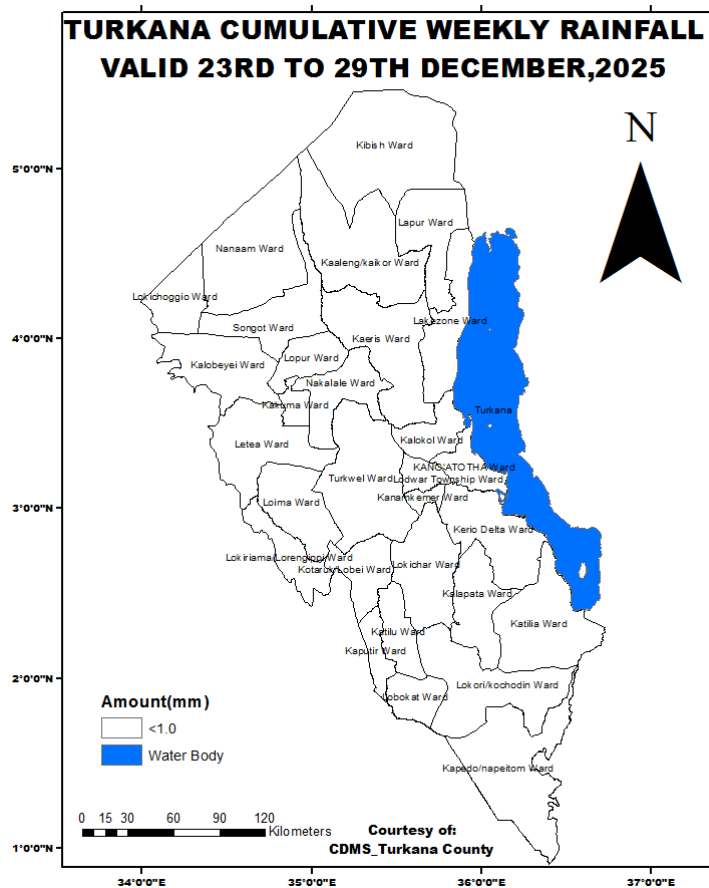 TURKANA CUMULATIVE WEEKLY RAINFALL
VALID 23RD TO 29TH DECEMBER,2025
N
Kibish Ward
5°0'0"N
Lapur Ward
Nanaam Ward
Kaaleng/kaikor Ward
Lokichoggio Ward
Lakezone Ward
Songot Ward
4°0'0"N
Kaeris Ward
Lopur Ward
Kalobeyei Ward
Nakalale Ward
Kakuma Ward
Turkana
Letea Ward
Kalokol Ward
KANG'ATOTHA Ward
Turkwel Ward
Lodwar Township Ward
Loima Ward
Kanamkemer Ward
3°0'0"N
Kerio Delta Ward
Lokiriama/Lorengippi Ward
Kotaruk/Lobei Ward
Lokichar Ward
Kalapata Ward
Katilia Ward
Katilu Ward
Kaputir Ward
2°0'0"N
Lokori/kochodin Ward
Lobokat Ward
Amount(mm)
<1.0
Water Body
Kapedo/napeitom Ward
0 15 30 60 90 120
Kilometers
Courtesy of:
CDMS_Turkana County
1°0'0"N
34°0'0"E 35°0'0"E 36°0'0"E 37°0'0"E